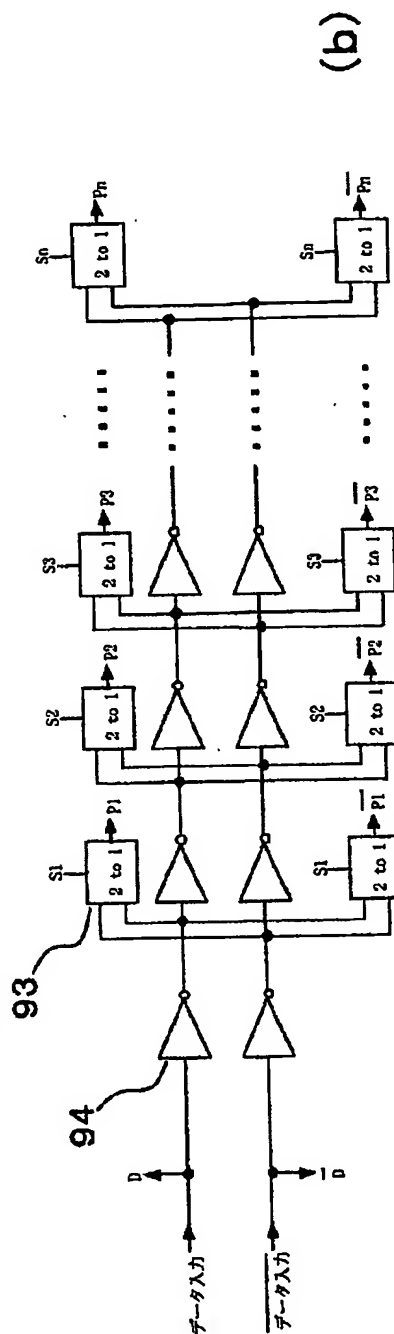 (b)
Sn
2 to 1
Pn
Sn
2 to 1
P̅n̅
S3
2 to 1
P3
S3
2 to 1
P̅3̅
S2
2 to 1
P2
S2
2 to 1
P̅2̅
93
S1
2 to 1
P1
S1
2 to 1
P̅1̅
94
D
D̅
データ入力
データ入力